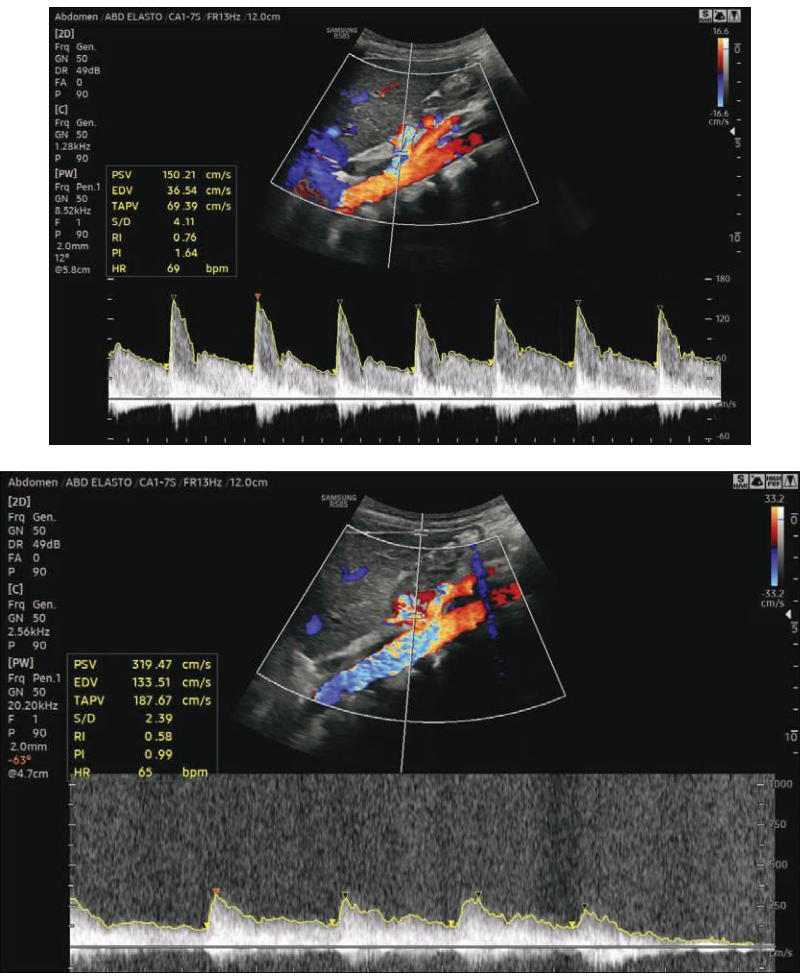 Abdomen /ABD ELASTO /CA1-7S /FR13Hz /12.0cm
[2D]
Frq Gen.
GN 50
DR 49dB
FA 0
P 90
[C]
Frq Gen.
GN 50
1.28kHz
P 90
[PW]
Frq Pen.1
GN 50
8.52kHz
F 1
P 90
2.0mm
12°
@5.8cm
PSV 150.21 cm/s
EDV 36.54 cm/s
TAPV 69.39 cm/s
S/D 4.11
RI 0.76
PI 1.64
HR 69 bpm
SAMSUNG
RS85
S
HAR
16.6
-16.6
cm/s
0
5
10
180
120
60
cm/s
-60
Abdomen /ABD ELASTO /CA1-7S /FR13Hz /12.0cm
[2D]
Frq Gen.
GN 50
DR 49dB
FA 0
P 90
[C]
Frq Gen.
GN 50
2.56kHz
P 90
[PW]
Frq Pen.1
GN 50
20.20kHz
F 1
P 90
2.0mm
-63°
@4.7cm
PSV 319.47 cm/s
EDV 133.51 cm/s
TAPV 187.67 cm/s
S/D 2.39
RI 0.58
PI 0.99
HR 65 bpm
SAMSUNG
RS85
S
HAR
HIGH
PRF
33.2
-33.2
cm/s
0
5
10
1000
750
500
250
cm/s